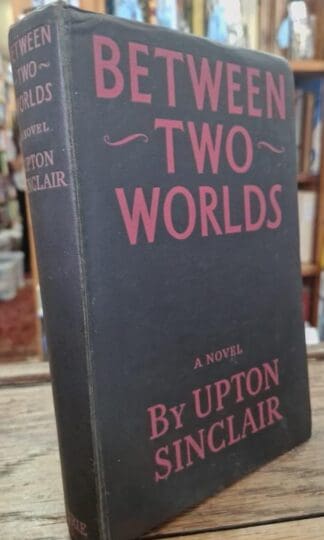 BETWEEN
TWO
WORLDS
A NOVEL
UPTON
SINCLAIR
BETWEEN
~ TWO ~
WORLDS
A NOVEL
By UPTON
SINCLAIR